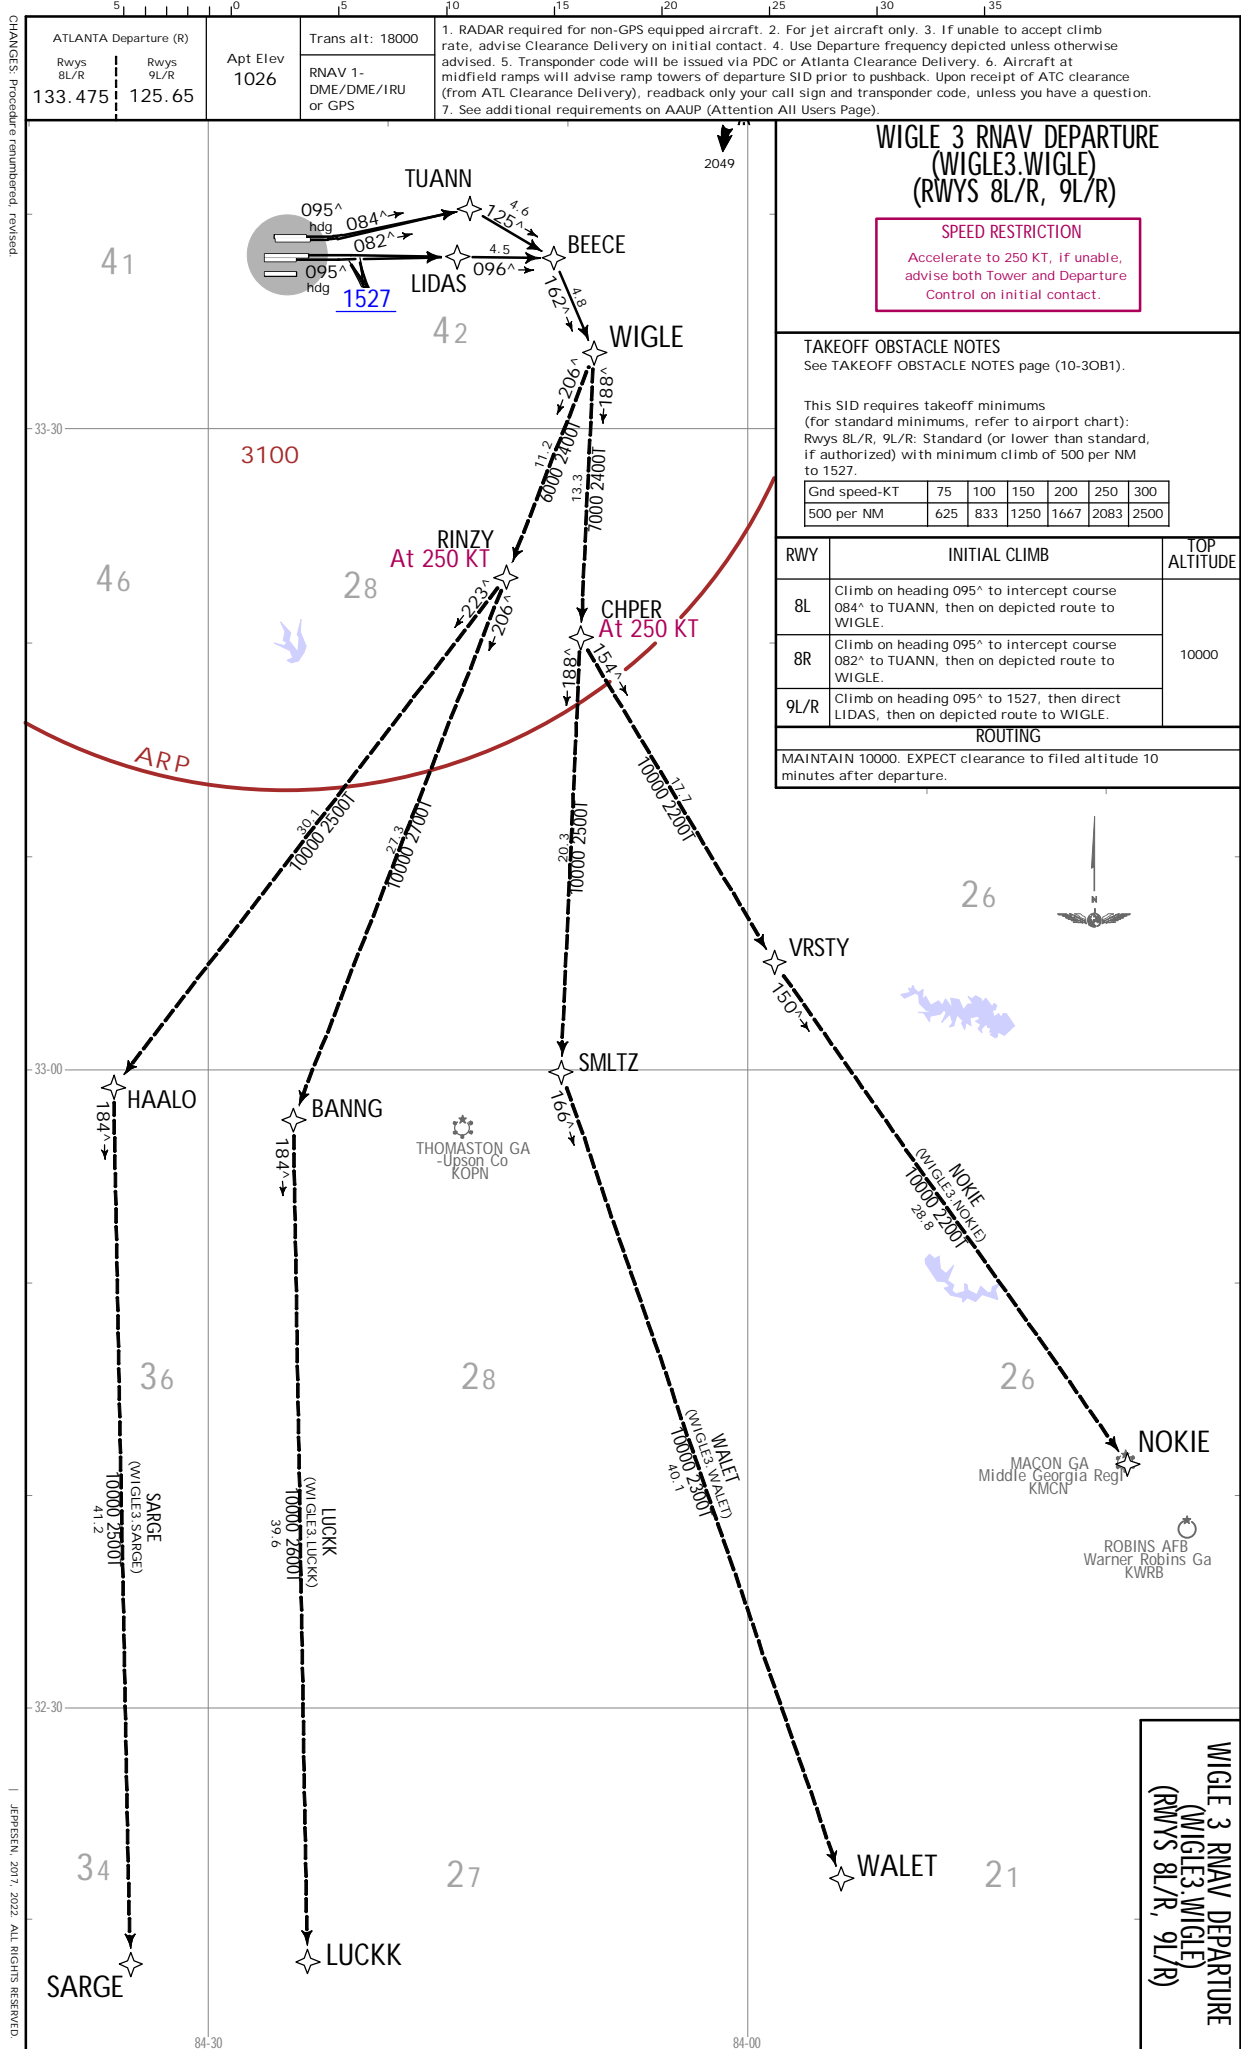 5 0 5 10 15 20 25 30 35
CHANGES: Procedure renumbered, revised.
ATLANTA Departure (R)
Rwys
8L/R
133.475
Rwys
9L/R
125.65
Apt Elev
1026
Trans alt: 18000
RNAV 1-
DME/DME/IRU
or GPS
1. RADAR required for non-GPS equipped aircraft. 2. For jet aircraft only. 3. If unable to accept climb
rate, advise Clearance Delivery on initial contact. 4. Use Departure frequency depicted unless otherwise
advised. 5. Transponder code will be issued via PDC or Atlanta Clearance Delivery. 6. Aircraft at
midfield ramps will advise ramp towers of departure SID prior to pushback. Upon receipt of ATC clearance
(from ATL Clearance Delivery), readback only your call sign and transponder code, unless you have a question.
7. See additional requirements on AAUP (Attention All Users Page).
2049
WIGLE 3 RNAV DEPARTURE
(WIGLE3.WIGLE)
(RWYS 8L/R, 9L/R)
SPEED RESTRICTION
Accelerate to 250 KT, if unable,
advise both Tower and Departure
Control on initial contact.
TAKEOFF OBSTACLE NOTES
See TAKEOFF OBSTACLE NOTES page (10-3OB1).
This SID requires takeoff minimums
(for standard minimums, refer to airport chart):
Rwys 8L/R, 9L/R: Standard (or lower than standard,
if authorized) with minimum climb of 500 per NM
to 1527.
Gnd speed-KT 75 100 150 200 250 300
500 per NM 625 833 1250 1667 2083 2500
RWY INITIAL CLIMB TOP
ALTITUDE
8L Climb on heading 095^ to intercept course
084^ to TUANN, then on depicted route to
WIGLE.
8R Climb on heading 095^ to intercept course
082^ to TUANN, then on depicted route to
WIGLE.
9L/R Climb on heading 095^ to 1527, then direct
LIDAS, then on depicted route to WIGLE.
10000
ROUTING
MAINTAIN 10000. EXPECT clearance to filed altitude 10
minutes after departure.
TUANN
095^
hdg
084^
082^
125^
4.6
BEECE
4.5
096^
LIDAS
095^
hdg
1527
162^
4.8
WIGLE
41
42
206^
188^
33-30
3100
11.2
6000 2400T
13.3
7000 2400T
RINZY
At 250 KT
46
28
223^
206^
CHPER
At 250 KT
188^
154^
ARP
30.1
10000 2500T
27.3
10000 2700T
20.3
10000 2500T
17.7
10000 2200T
26
N
VRSTY
150^
33-00
SMLTZ
166^
HAALO
184^
BANNG
184^
THOMASTON GA
-Upson Co
KOPN
NOKIE
(WIGLE3.NOKIE)
10000 2200T
28.8
36
28
26
WALET
(WIGLE3.WALET)
10000 2300T
40.1
NOKIE
MACON GA
Middle Georgia Regl
KMCN
SARGE
(WIGLE3.SARGE)
10000 2500T
41.2
LUCKK
(WIGLE3.LUCKK)
10000 2600T
39.6
ROBINS AFB
Warner Robins Ga
KWRB
32-30
34
27
WALET
21
LUCKK
SARGE
84-30
84-00
WIGLE 3 RNAV DEPARTURE
(WIGLE3.WIGLE)
(RWYS 8L/R, 9L/R)
| JEPPESEN, 2017, 2022. ALL RIGHTS RESERVED.